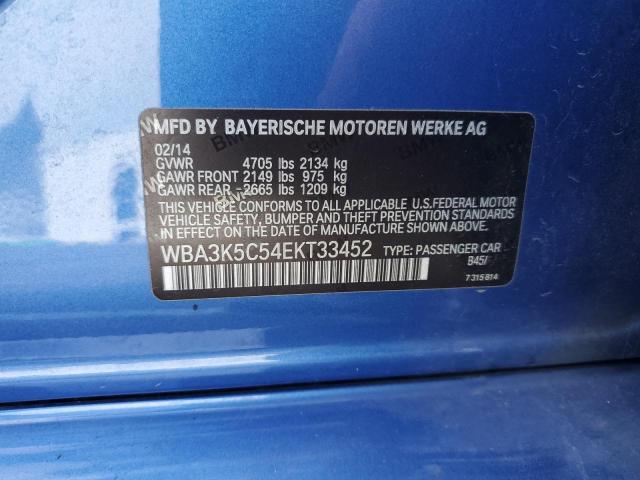 MFD BY BAYERISCHE MOTOREN WERKE AG
02/14
GVWR 4705 lbs 2134 kg
GAWR FRONT 2149 lbs 975 kg
GAWR REAR 2665 lbs 1209 kg
THIS VEHICLE CONFORMS TO ALL APPLICABLE U.S.FEDERAL MOTOR
VEHICLE SAFETY, BUMPER AND THEFT PREVENTION STANDARDS
IN EFFECT ON THE DATE OF MANUFACTURE SHOWN ABOVE.
WBA3K5C54EKT33452 TYPE: PASSENGER CAR
B45/
7315814